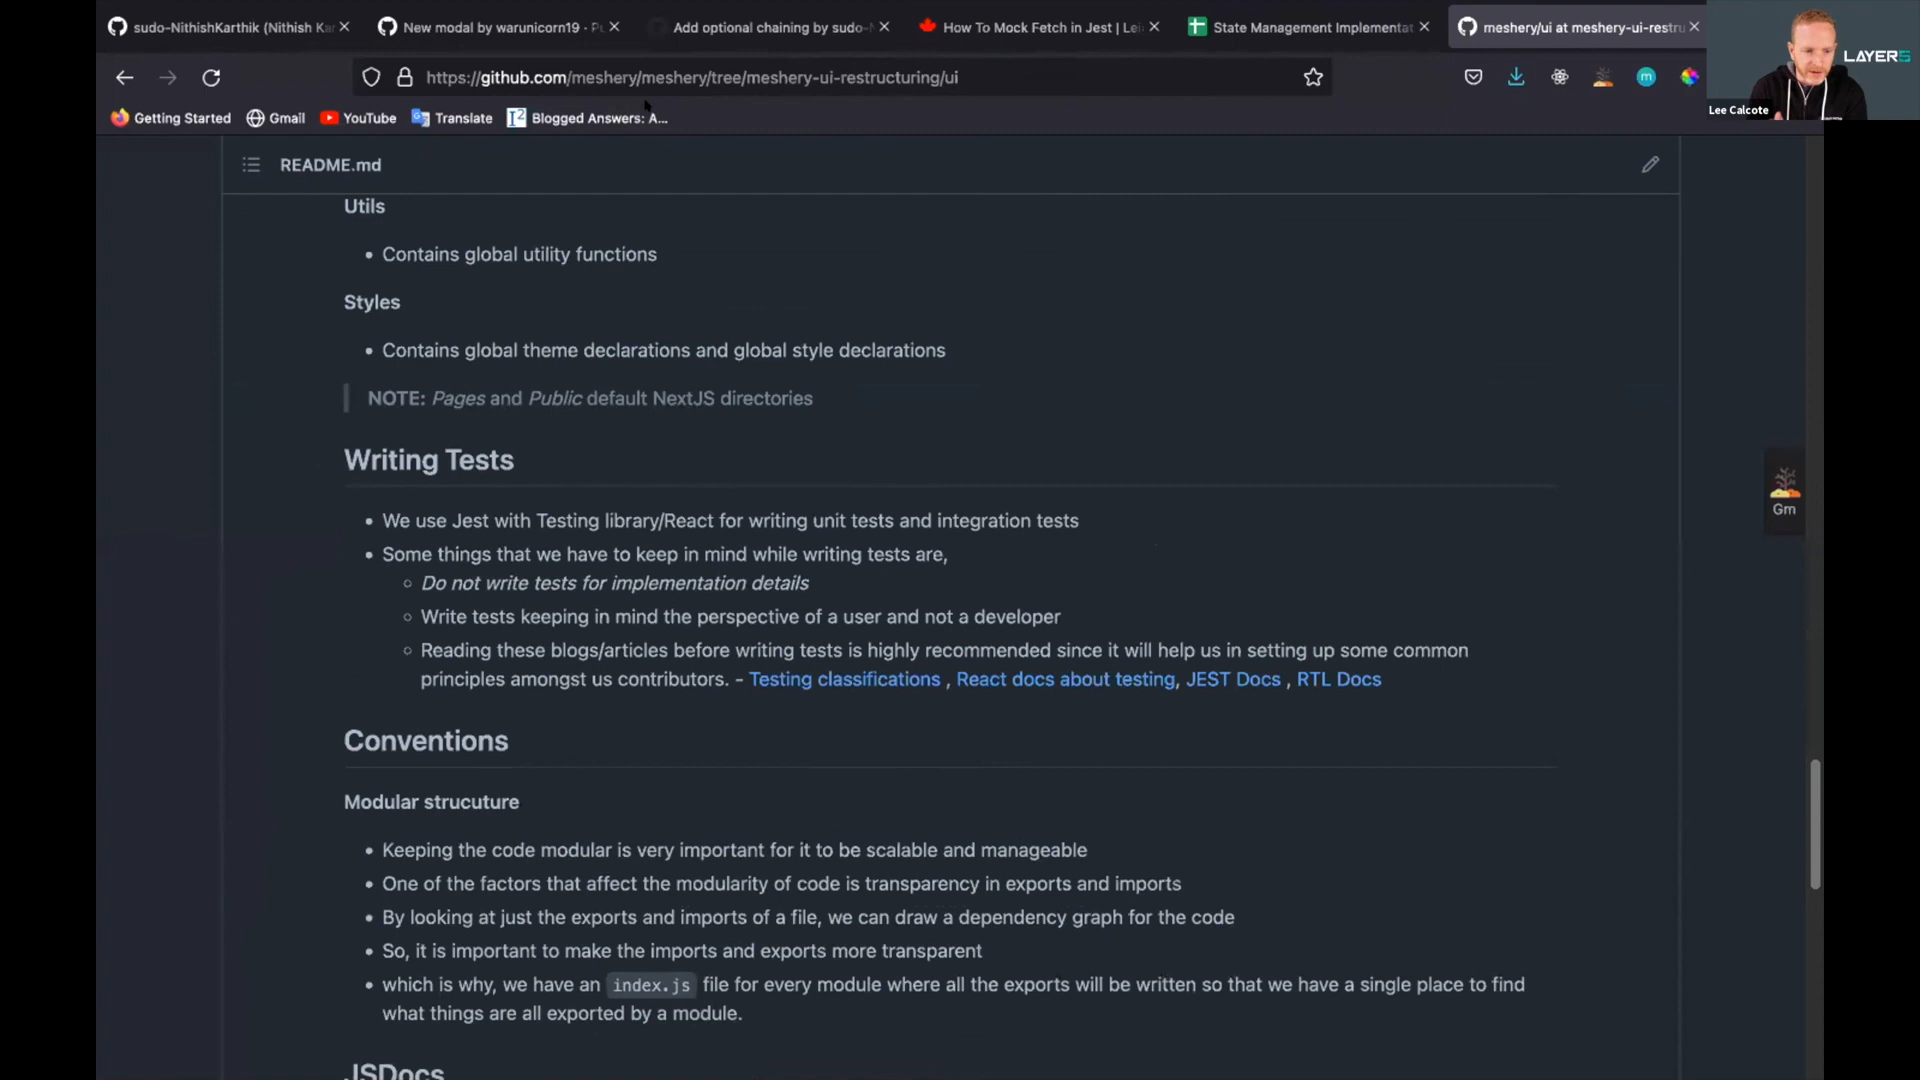 sudo-NithishKarthik (Nithish Ka
New modal by warunicorn19 · Pu
Add optional chaining by sudo-
How To Mock Fetch in Jest | Lei
State Management Implementat
meshery/ui at meshery-ui-restru
LAYER5
https://github.com/meshery/meshery/tree/meshery-ui-restructuring/ui
m
Lee Calcote
Getting Started
Gmail
YouTube
Translate
Blogged Answers: A...
README.md
Utils
Contains global utility functions
Styles
Contains global theme declarations and global style declarations
NOTE: Pages and Public default NextJS directories
Writing Tests
Gm
We use Jest with Testing library/React for writing unit tests and integration tests
Some things that we have to keep in mind while writing tests are,
Do not write tests for implementation details
Write tests keeping in mind the perspective of a user and not a developer
Reading these blogs/articles before writing tests is highly recommended since it will help us in setting up some common
principles amongst us contributors. - Testing classifications , React docs about testing, JEST Docs , RTL Docs
Conventions
Modular strucuture
Keeping the code modular is very important for it to be scalable and manageable
One of the factors that affect the modularity of code is transparency in exports and imports
By looking at just the exports and imports of a file, we can draw a dependency graph for the code
So, it is important to make the imports and exports more transparent
which is why, we have an index.js file for every module where all the exports will be written so that we have a single place to find
what things are all exported by a module.
JSDocs